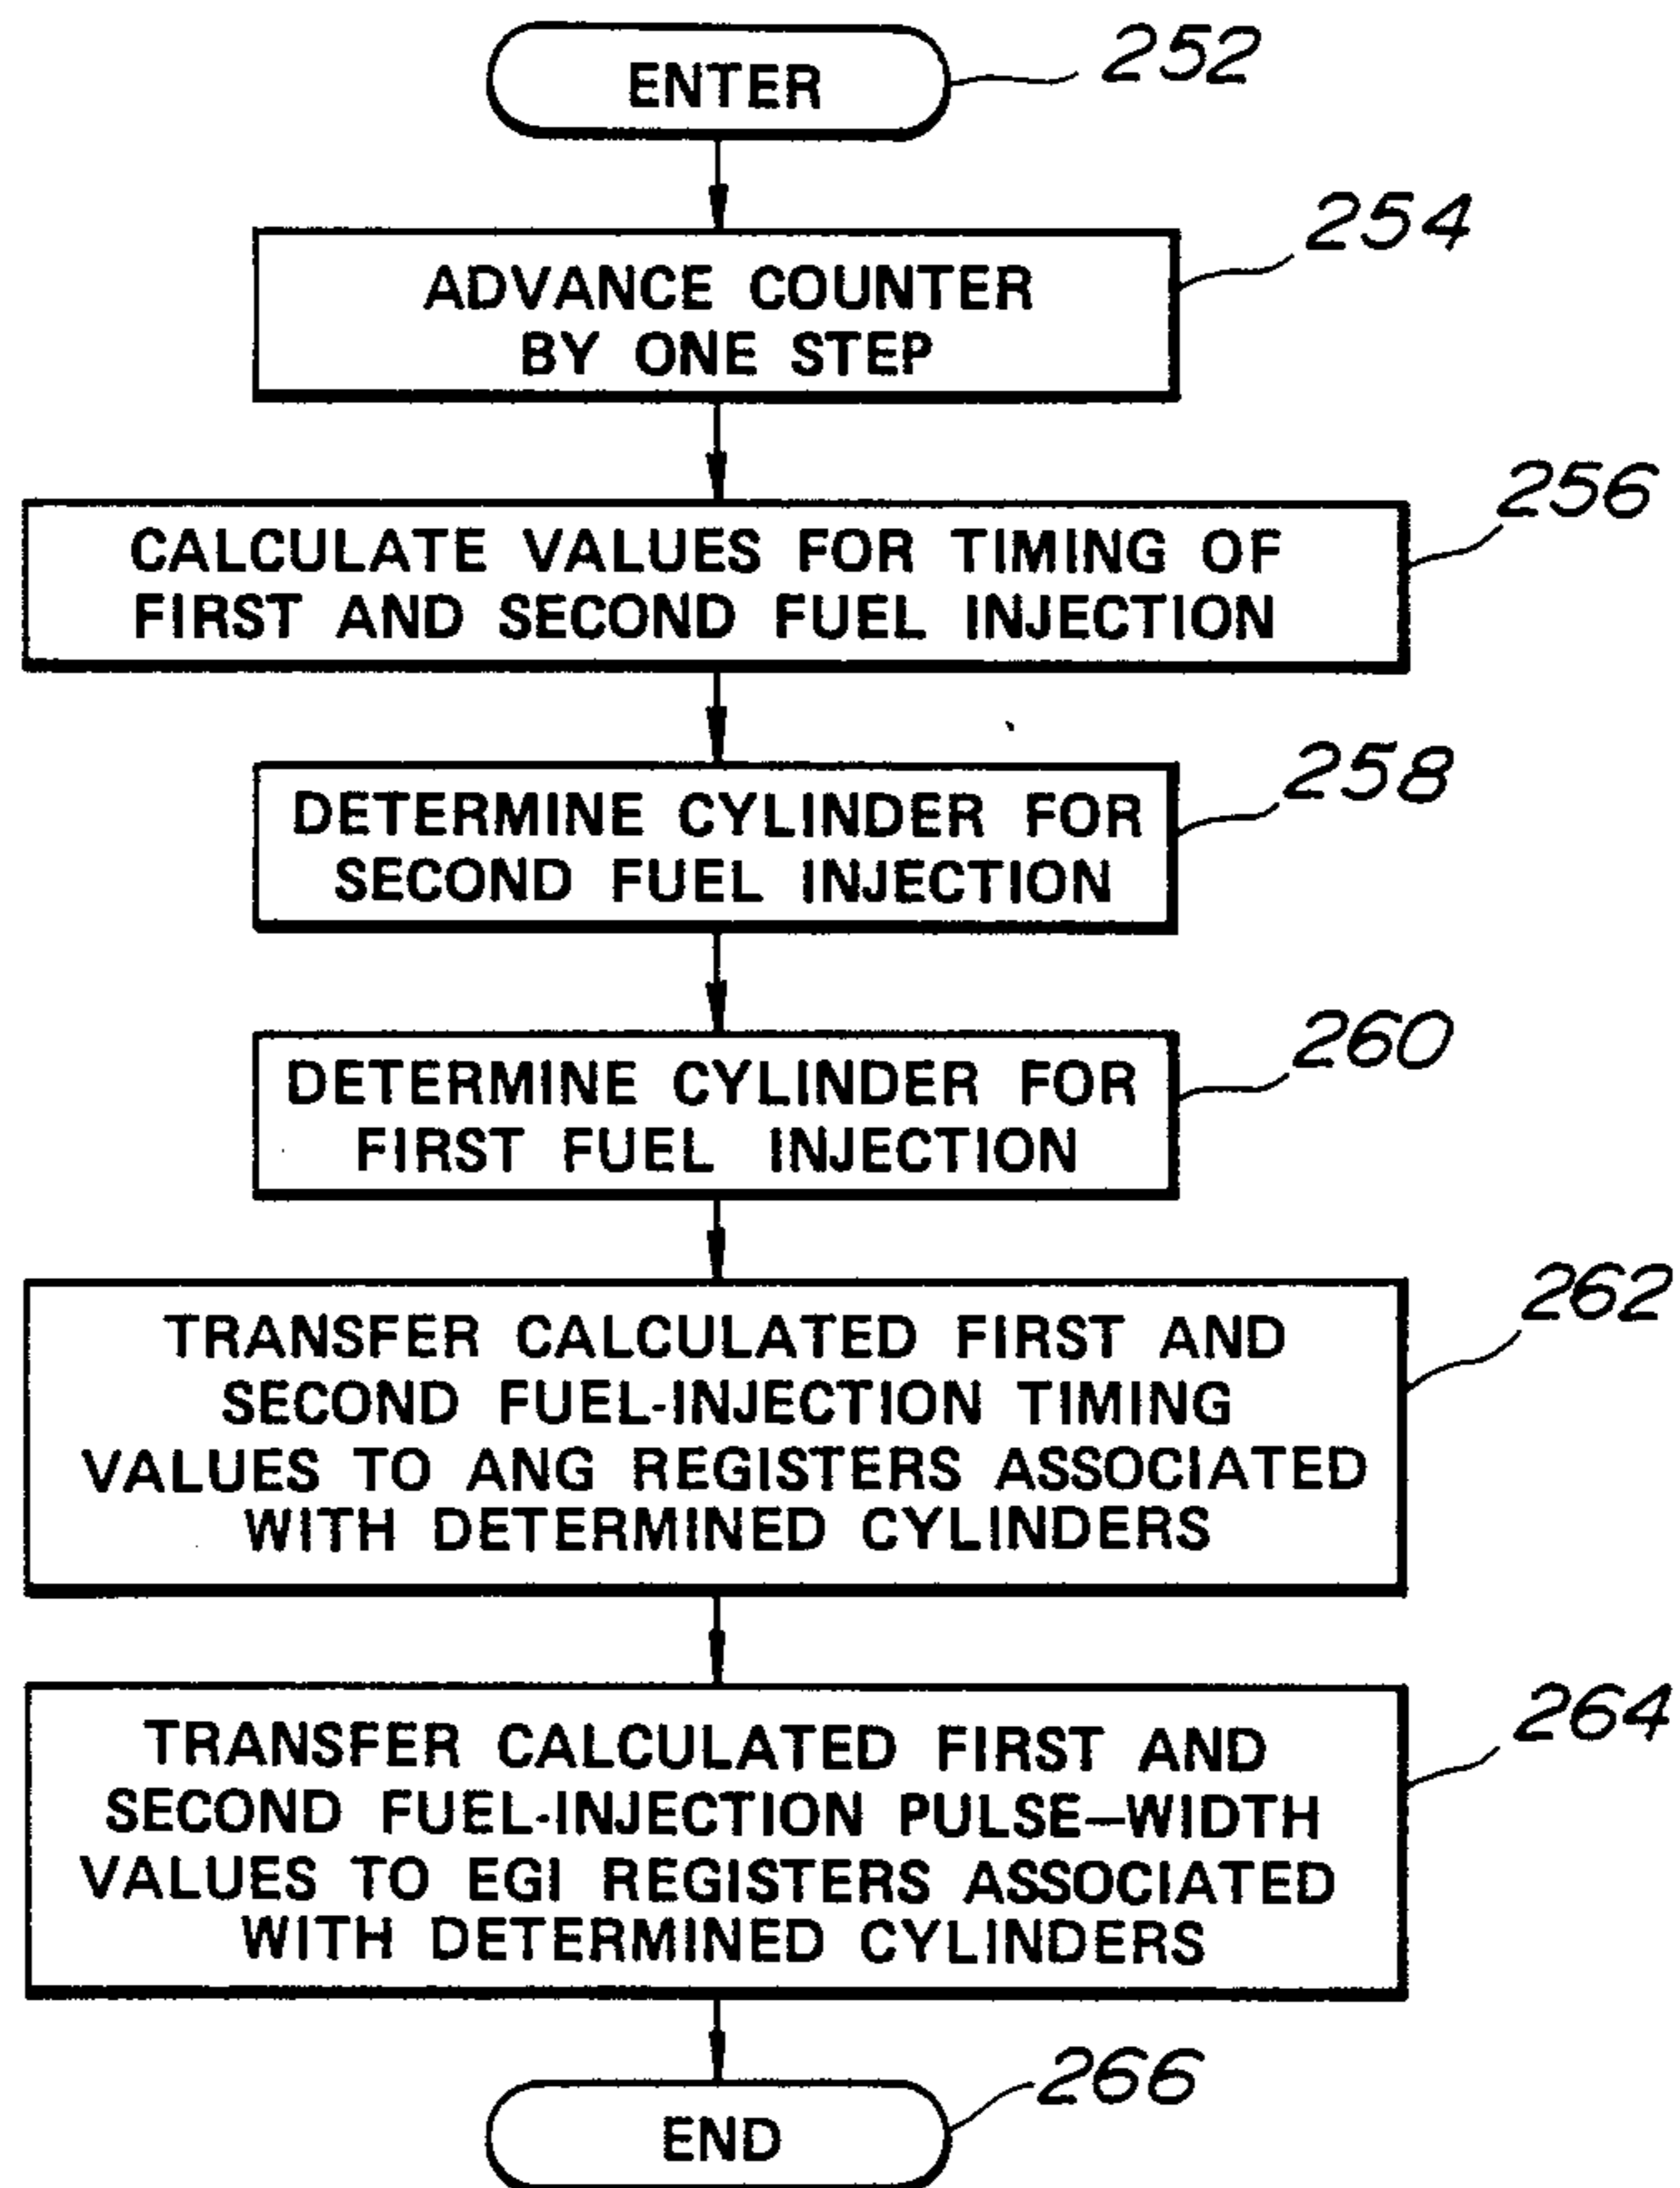 ENTER
252
ADVANCE COUNTER
BY ONE STEP
254
CALCULATE VALUES FOR TIMING OF
FIRST AND SECOND FUEL INJECTION
256
DETERMINE CYLINDER FOR
SECOND FUEL INJECTION
258
DETERMINE CYLINDER FOR
FIRST FUEL INJECTION
260
TRANSFER CALCULATED FIRST AND
SECOND FUEL-INJECTION TIMING
VALUES TO ANG REGISTERS ASSOCIATED
WITH DETERMINED CYLINDERS
262
TRANSFER CALCULATED FIRST AND
SECOND FUEL-INJECTION PULSE—WIDTH
VALUES TO EGI REGISTERS ASSOCIATED
WITH DETERMINED CYLINDERS
264
END
266